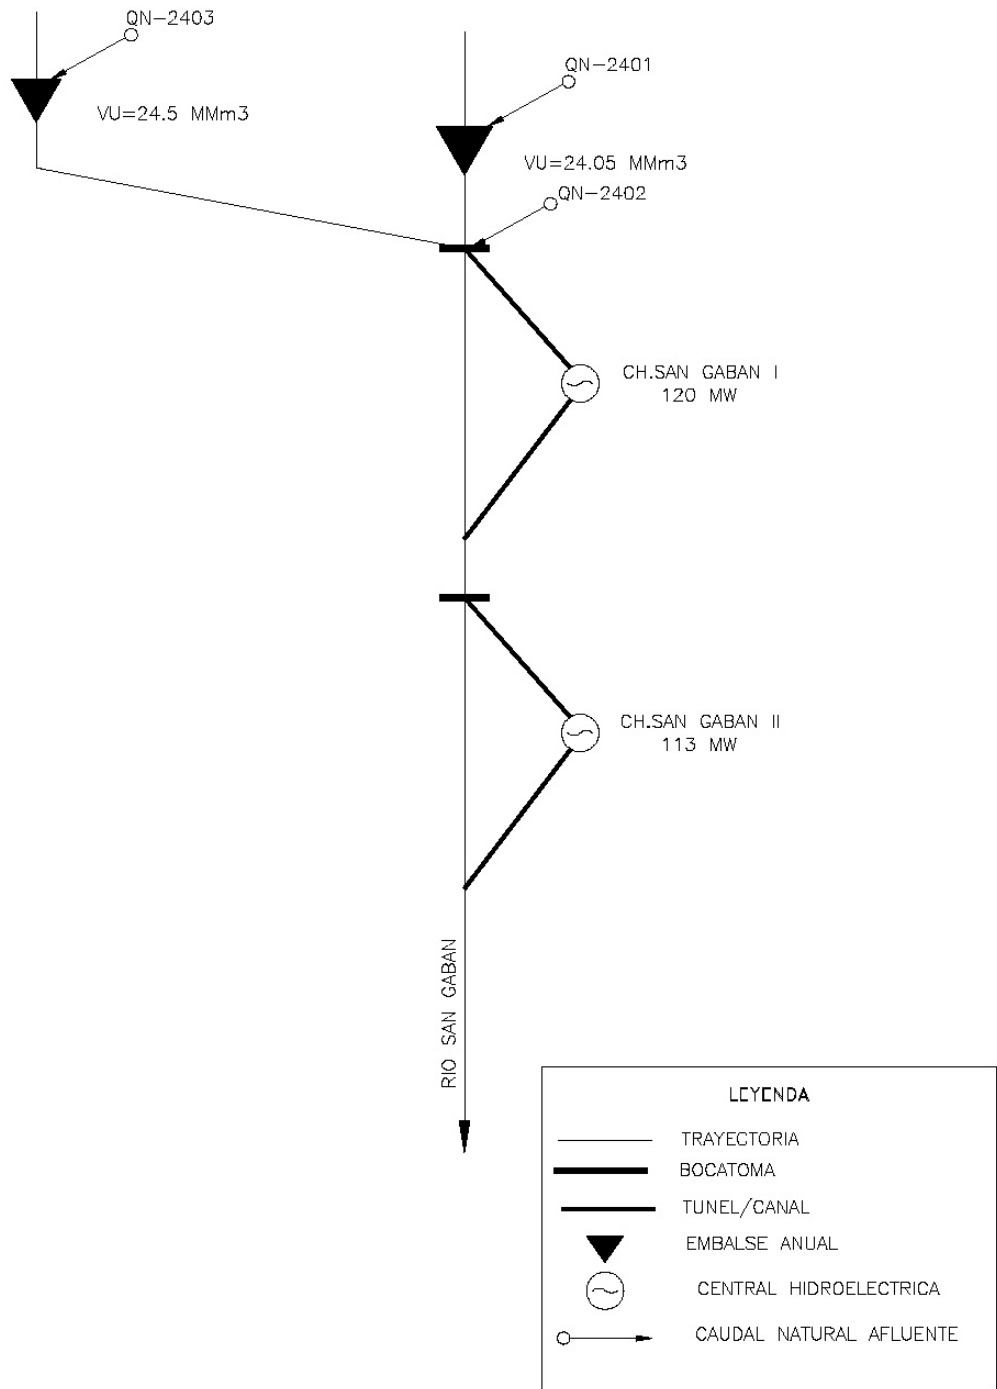 QN-2403
QN-2401
VU=24.5 MMm3
VU=24.05 MMm3
QN-2402
CH.SAN GABAN I
120 MW
CH.SAN GABAN II
113 MW
RIO SAN GABAN
LEYENDA
TRAYECTORIA
BOCATOMA
TUNEL/CANAL
EMBALSE ANUAL
CENTRAL HIDROELECTRICA
CAUDAL NATURAL AFLUENTE